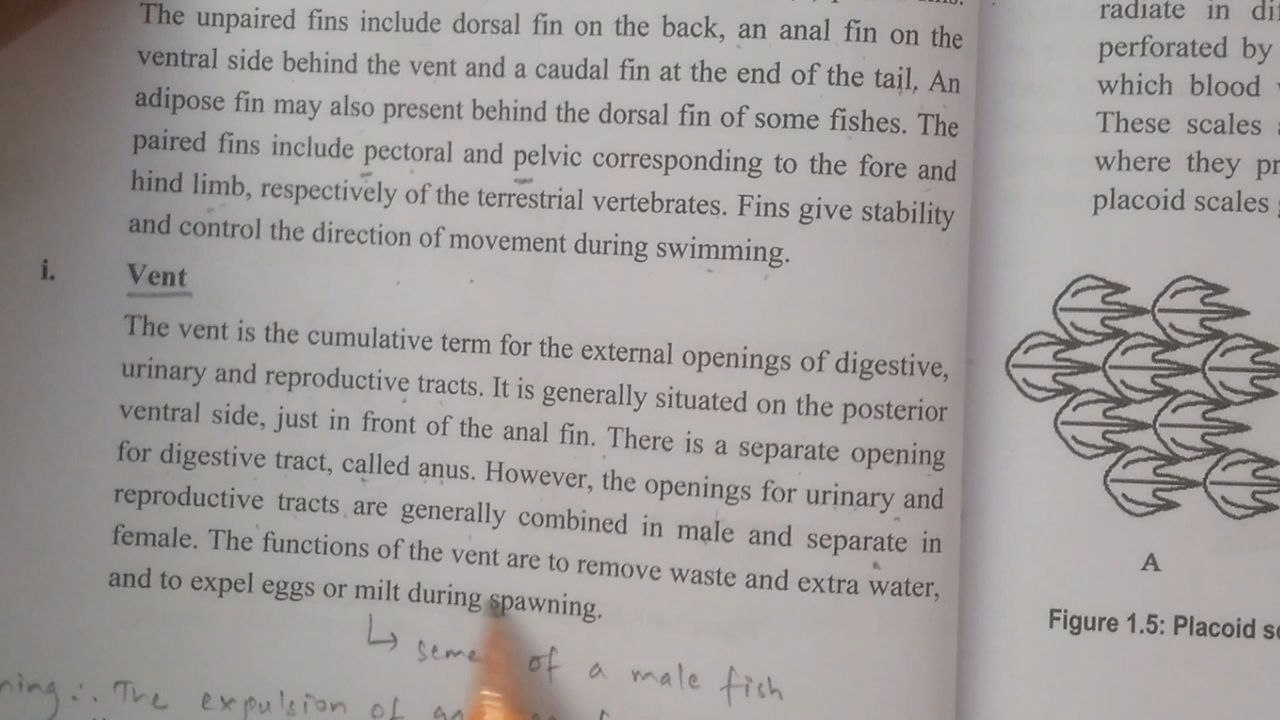 The unpaired fins include dorsal fin on the back, an anal fin on the
ventral side behind the vent and a caudal fin at the end of the tail. An
adipose fin may also present behind the dorsal fin of some fishes. The
paired fins include pectoral and pelvic corresponding to the fore and
hind limb, respectively of the terrestrial vertebrates. Fins give stability
and control the direction of movement during swimming.
i. Vent
The vent is the cumulative term for the external openings of digestive,
urinary and reproductive tracts. It is generally situated on the posterior
ventral side, just in front of the anal fin. There is a separate opening
for digestive tract, called anus. However, the openings for urinary and
reproductive tracts are generally combined in male and separate in
female. The functions of the vent are to remove waste and extra water,
and to expel eggs or milt during spawning.
↳ of a male fish
The expulsion of
radiate in
perforated by
which blood
These scales
where they
placoid scales
A
Figure 1.5: Placoid